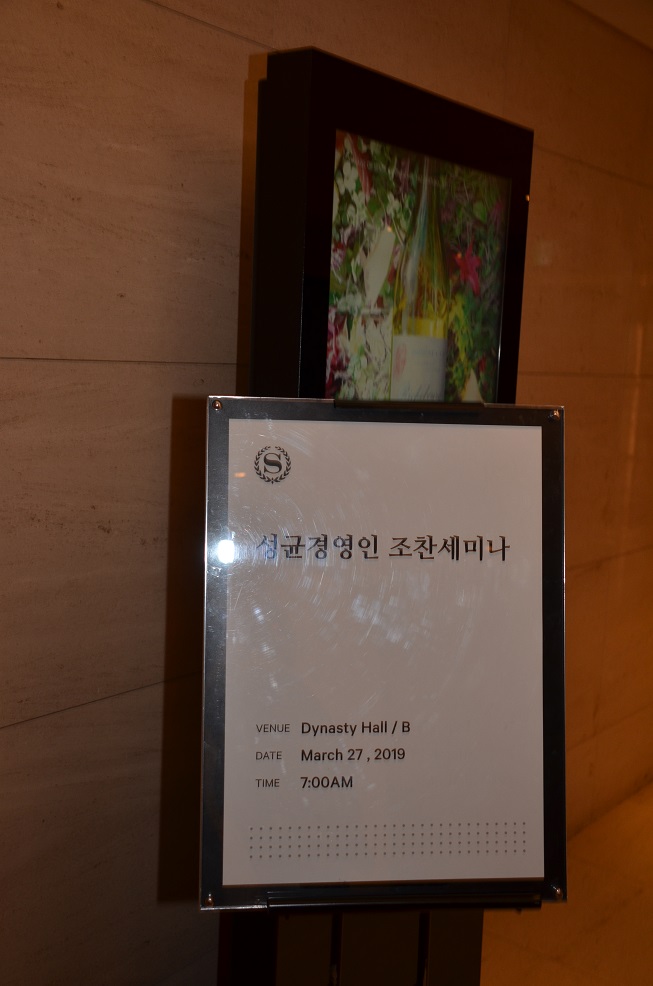 S
성균경영인 조찬세미나
VENUE Dynasty Hall / B
DATE March 27 , 2019
TIME 7:00AM